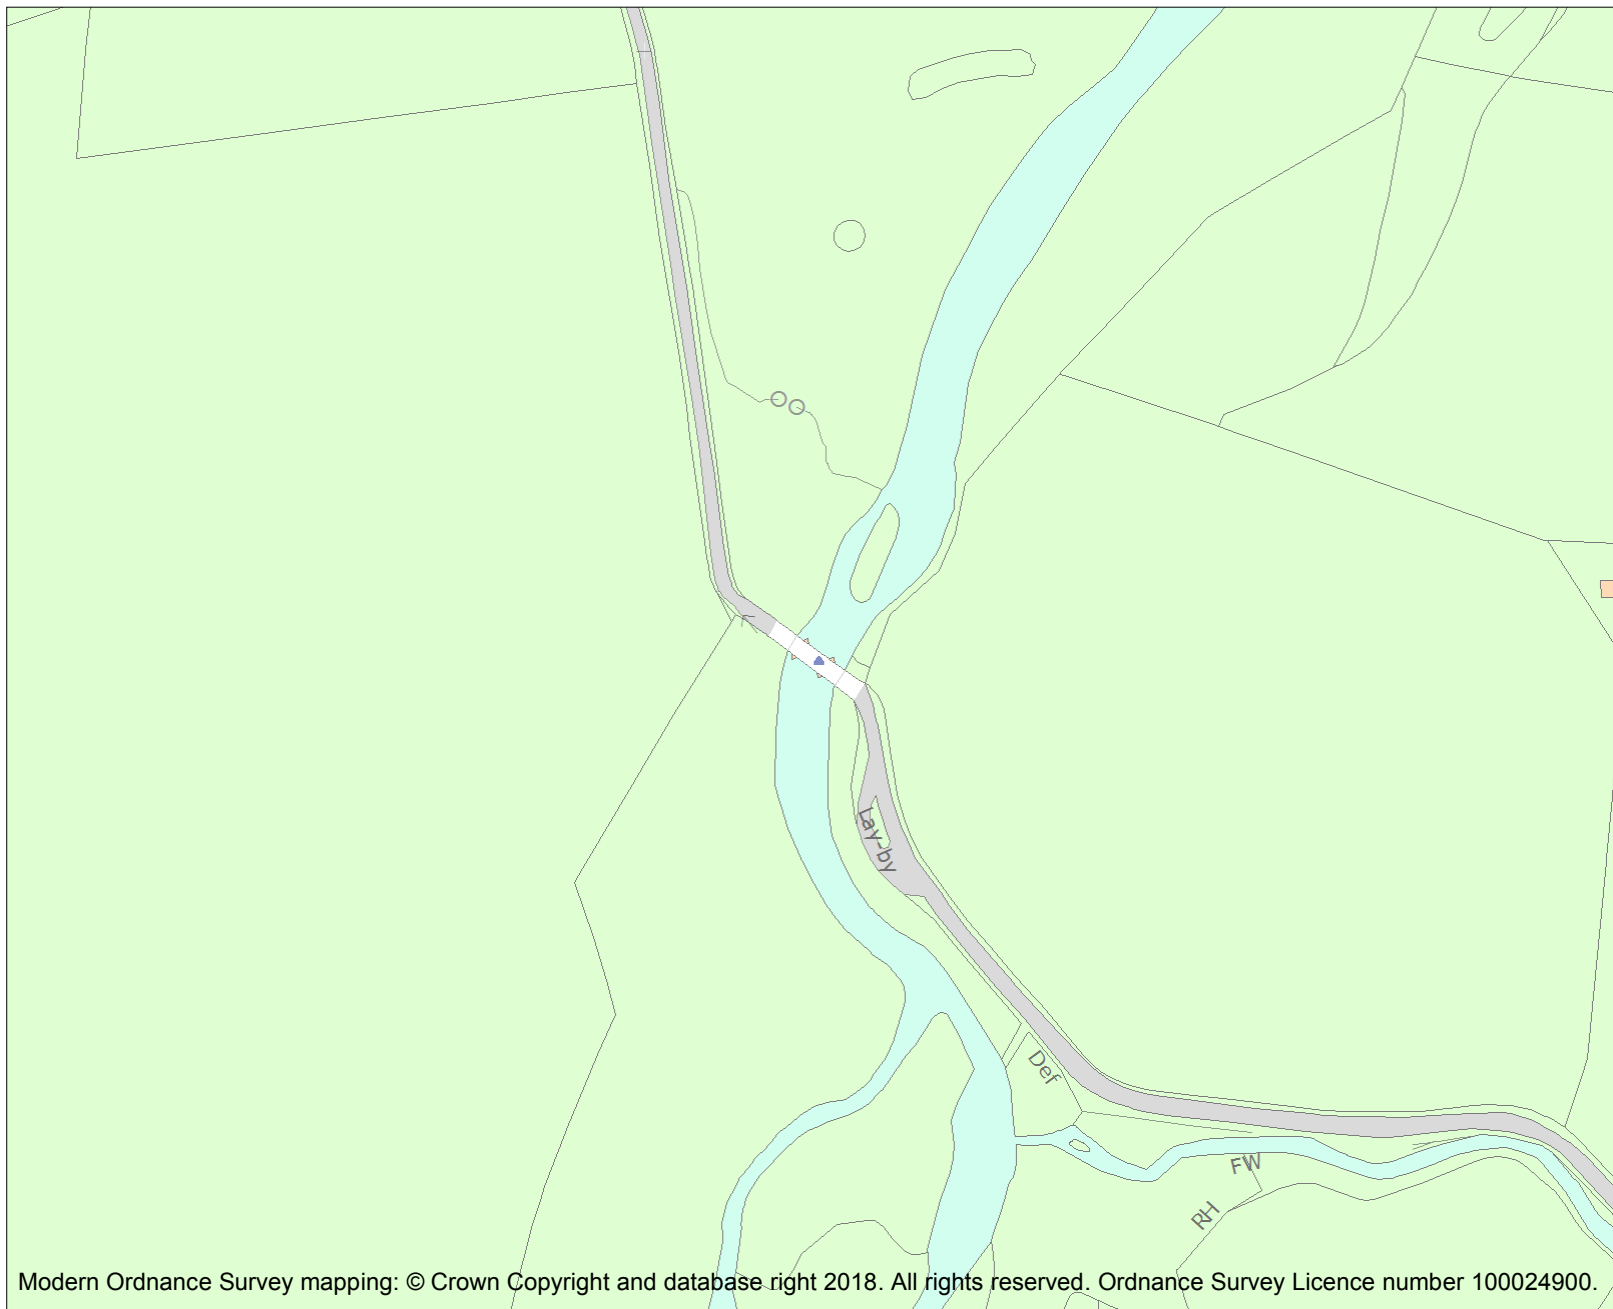 Lay-by
Def
FW
RH
Modern Ordnance Survey mapping: © Crown Copyright and database right 2018. All rights reserved. Ordnance Survey Licence number 100024900.